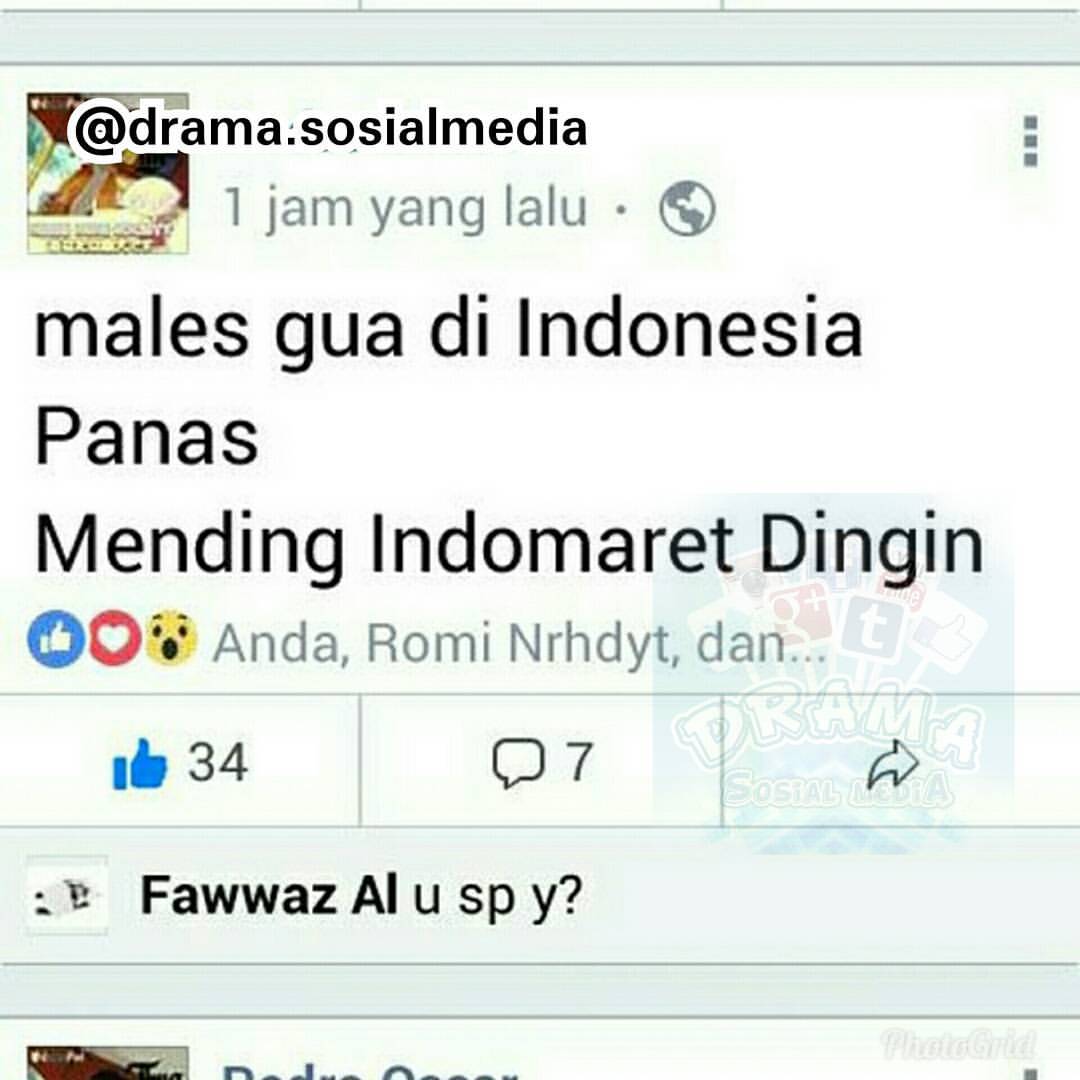 @drama.sosialmedia
1 jam yang lalu
males gua di Indonesia
Panas
Mending Indomaret Dingin
Anda, Romi Nrhdyt, dan...
34
7
DRAMA
SOSIAL MEDIA
Fawwaz Al u sp y?
PhotoGrid